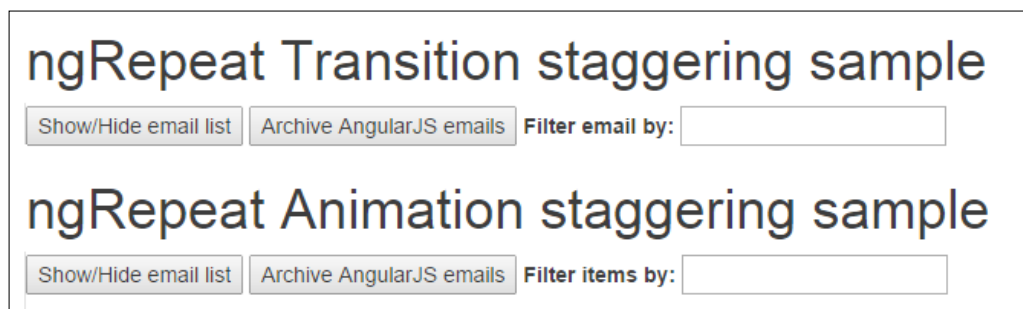 ngRepeat Transition staggering sample
Show/Hide email list Archive AngularJS emails Filter email by:
ngRepeat Animation staggering sample
Show/Hide email list Archive AngularJS emails Filter items by: